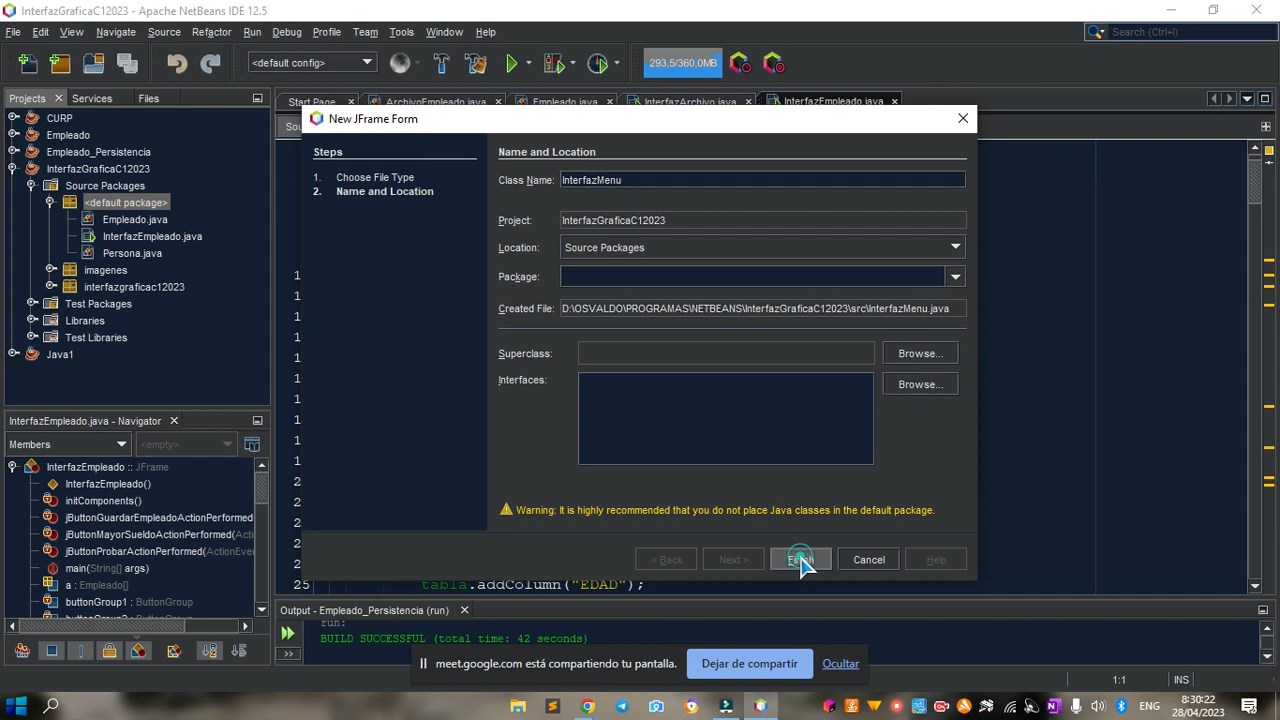 InterfazGraficaC12023 - Apache NetBeans IDE 12.5
File Edit View Navigate Source Refactor Run Debug Profile Team Tools Window Help
Search (Ctrl+I)
<default config>
293,5/360,0MB
Projects Services Files
Start Page ArchivoEmpleado.java Empleado.java InterfazArchivo.java InterfazEmpleado.java
New JFrame Form
CURP
Empleado
Empleado_Persistencia
InterfazGraficaC12023
Source Packages
<default package>
Empleado.java
InterfazEmpleado.java
Persona.java
imagenes
interfazgraficac12023
Test Packages
Libraries
Test Libraries
Java1
Steps
1. Choose File Type
2. Name and Location
Name and Location
Class Name: InterfazMenu
Project: InterfazGraficaC12023
Location: Source Packages
Package:
Created File: D:\OSVALDO\PROGRAMAS\NETBEANS\InterfazGraficaC12023\src\InterfazMenu.java
Superclass: Browse...
Interfaces: Browse...
Warning: It is highly recommended that you do not place Java classes in the default package.
< Back Next > Finish Cancel Help
25 tabla.addColumn("EDAD");
InterfazEmpleado.java - Navigator
Members <empty>
InterfazEmpleado :: JFrame
InterfazEmpleado()
initComponents()
jButtonGuardarEmpleadoActionPerformed
jButtonMayorSueldoActionPerformed(Acti
jButtonProbarActionPerformed(ActionEver
main(String[] args)
a : Empleado[]
buttonGroup1 : ButtonGroup
Output - Empleado_Persistencia (run)
run:
BUILD SUCCESSFUL (total time: 42 seconds)
meet.google.com está compartiendo tu pantalla. Dejar de compartir Ocultar
1:1 INS
ENG
8:30:22
28/04/2023